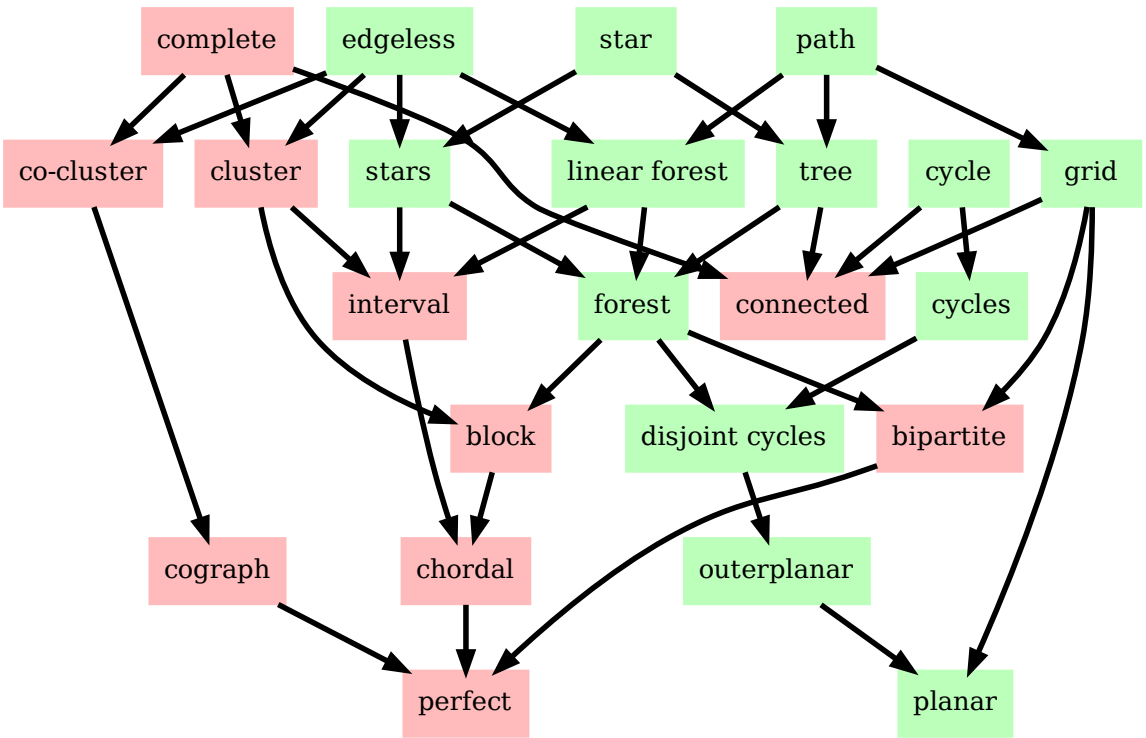 complete
edgeless
star
path
co-cluster
cluster
stars
linear forest
tree
cycle
grid
interval
forest
connected
cycles
block
disjoint cycles
bipartite
cograph
chordal
outerplanar
perfect
planar